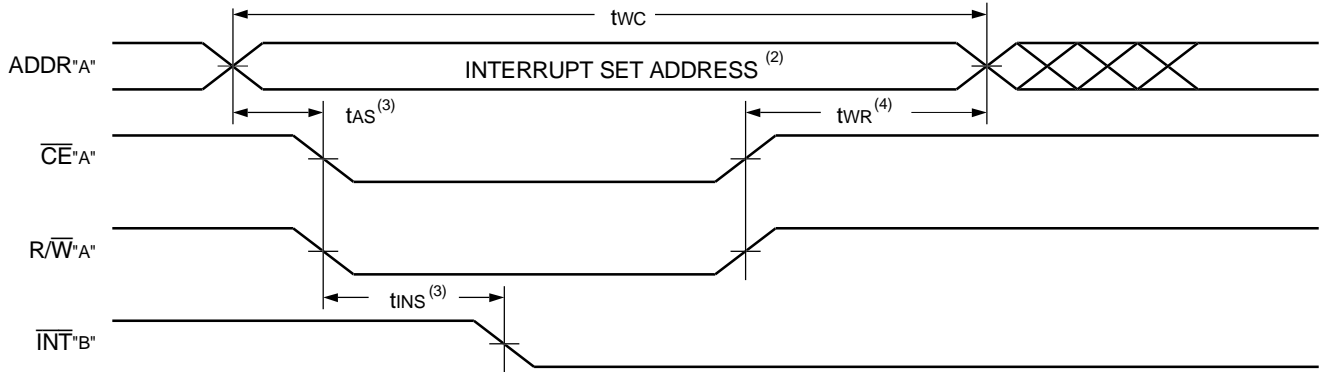 tWC
ADDR"A" INTERRUPT SET ADDRESS (2)
tAS(3) tWR(4)
CE"A"
R/W"A"
tINS(3)
INT"B"